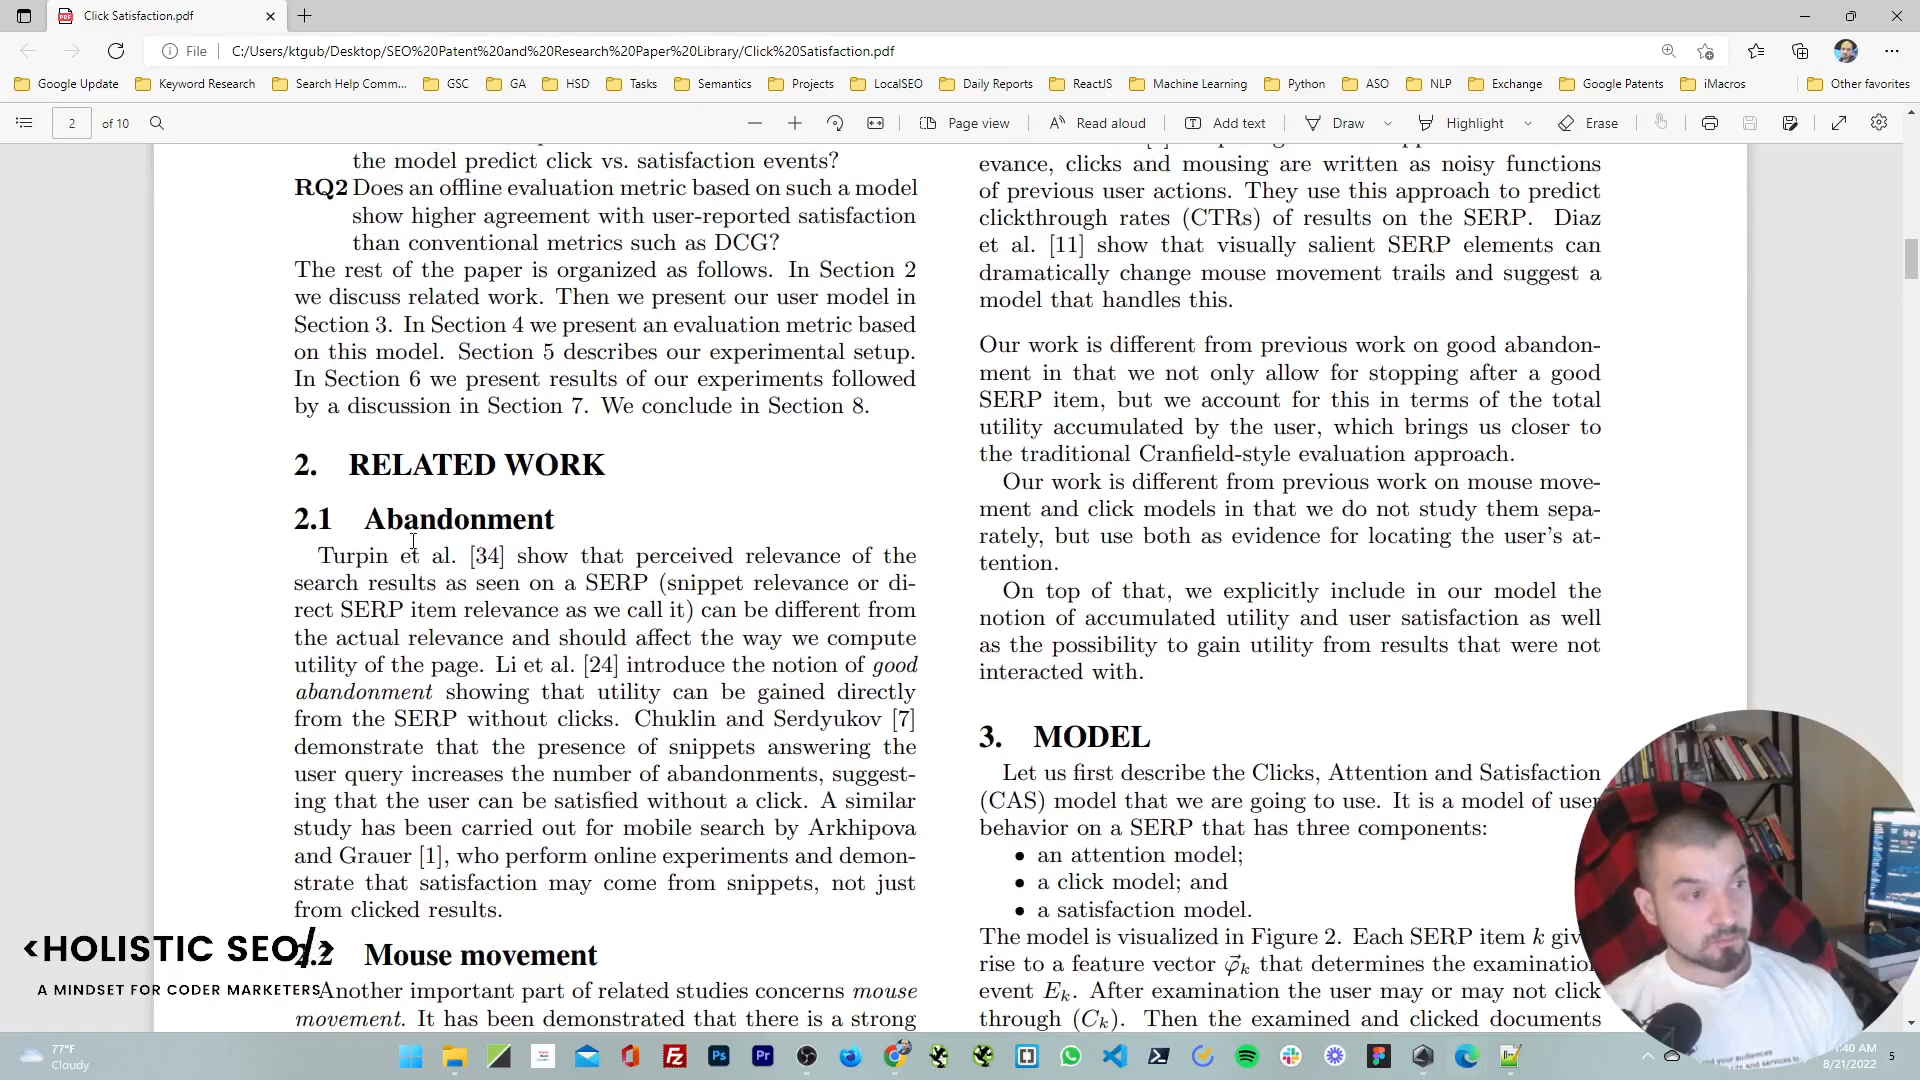 Click Satisfaction.pdf
File C:/Users/ktgub/Desktop/SEO%20Patent%20and%20Research%20Paper%20Library/Click%20Satisfaction.pdf
Google Update Keyword Research Search Help Comm... GSC GA HSD Tasks Semantics Projects LocalSEO Daily Reports ReactJS Machine Learning Python ASO NLP Exchange Google Patents iMacros Other favorites
2 of 10 Page view Read aloud Add text Draw Highlight Erase
the model predict click vs. satisfaction events?
RQ2 Does an offline evaluation metric based on such a model
show higher agreement with user-reported satisfaction
than conventional metrics such as DCG?
The rest of the paper is organized as follows. In Section 2
we discuss related work. Then we present our user model in
Section 3. In Section 4 we present an evaluation metric based
on this model. Section 5 describes our experimental setup.
In Section 6 we present results of our experiments followed
by a discussion in Section 7. We conclude in Section 8.
2. RELATED WORK
2.1 Abandonment
Turpin et al. [34] show that perceived relevance of the
search results as seen on a SERP (snippet relevance or di-
rect SERP item relevance as we call it) can be different from
the actual relevance and should affect the way we compute
utility of the page. Li et al. [24] introduce the notion of good
abandonment showing that utility can be gained directly
from the SERP without clicks. Chuklin and Serdyukov [7]
demonstrate that the presence of snippets answering the
user query increases the number of abandonments, suggest-
ing that the user can be satisfied without a click. A similar
study has been carried out for mobile search by Arkhipova
and Grauer [1], who perform online experiments and demon-
strate that satisfaction may come from snippets, not just
from clicked results.
2.2 Mouse movement
Another important part of related studies concerns mouse
movement. It has been demonstrated that there is a strong
evance, clicks and mousing are written as noisy functions
of previous user actions. They use this approach to predict
clickthrough rates (CTRs) of results on the SERP. Diaz
et al. [11] show that visually salient SERP elements can
dramatically change mouse movement trails and suggest a
model that handles this.
Our work is different from previous work on good abandon-
ment in that we not only allow for stopping after a good
SERP item, but we account for this in terms of the total
utility accumulated by the user, which brings us closer to
the traditional Cranfield-style evaluation approach.
Our work is different from previous work on mouse move-
ment and click models in that we do not study them sepa-
rately, but use both as evidence for locating the user's at-
tention.
On top of that, we explicitly include in our model the
notion of accumulated utility and user satisfaction as well
as the possibility to gain utility from results that were not
interacted with.
3. MODEL
Let us first describe the Clicks, Attention and Satisfaction
(CAS) model that we are going to use. It is a model of user
behavior on a SERP that has three components:
• an attention model;
• a click model; and
• a satisfaction model.
The model is visualized in Figure 2. Each SERP item k giv
rise to a feature vector φ⃗k that determines the examination
event Ek. After examination the user may or may not click
through (Ck). Then the examined and clicked documents
<HOLISTIC SEO/>
A MINDSET FOR CODER MARKETERS
77°F
Cloudy
Ps Pr
:40 AM
8/21/2022
5